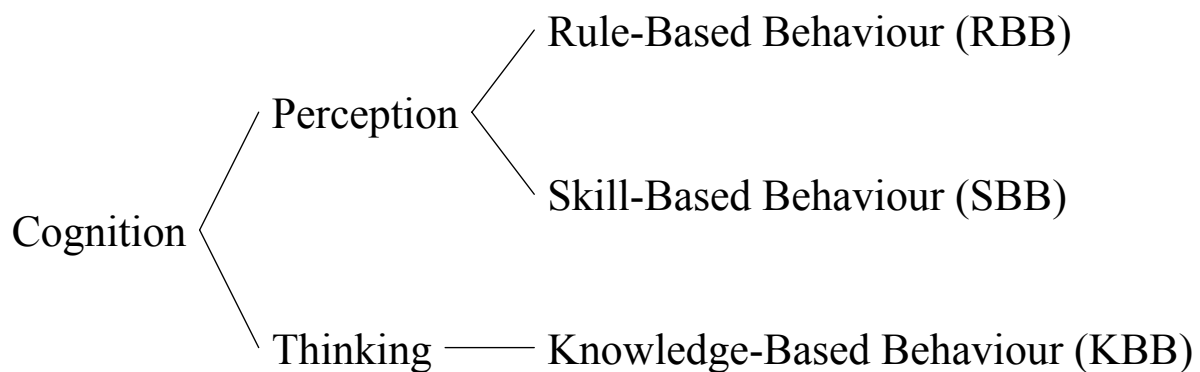 Rule-Based Behaviour (RBB)
Perception
Skill-Based Behaviour (SBB)
Cognition
Thinking
Knowledge-Based Behaviour (KBB)